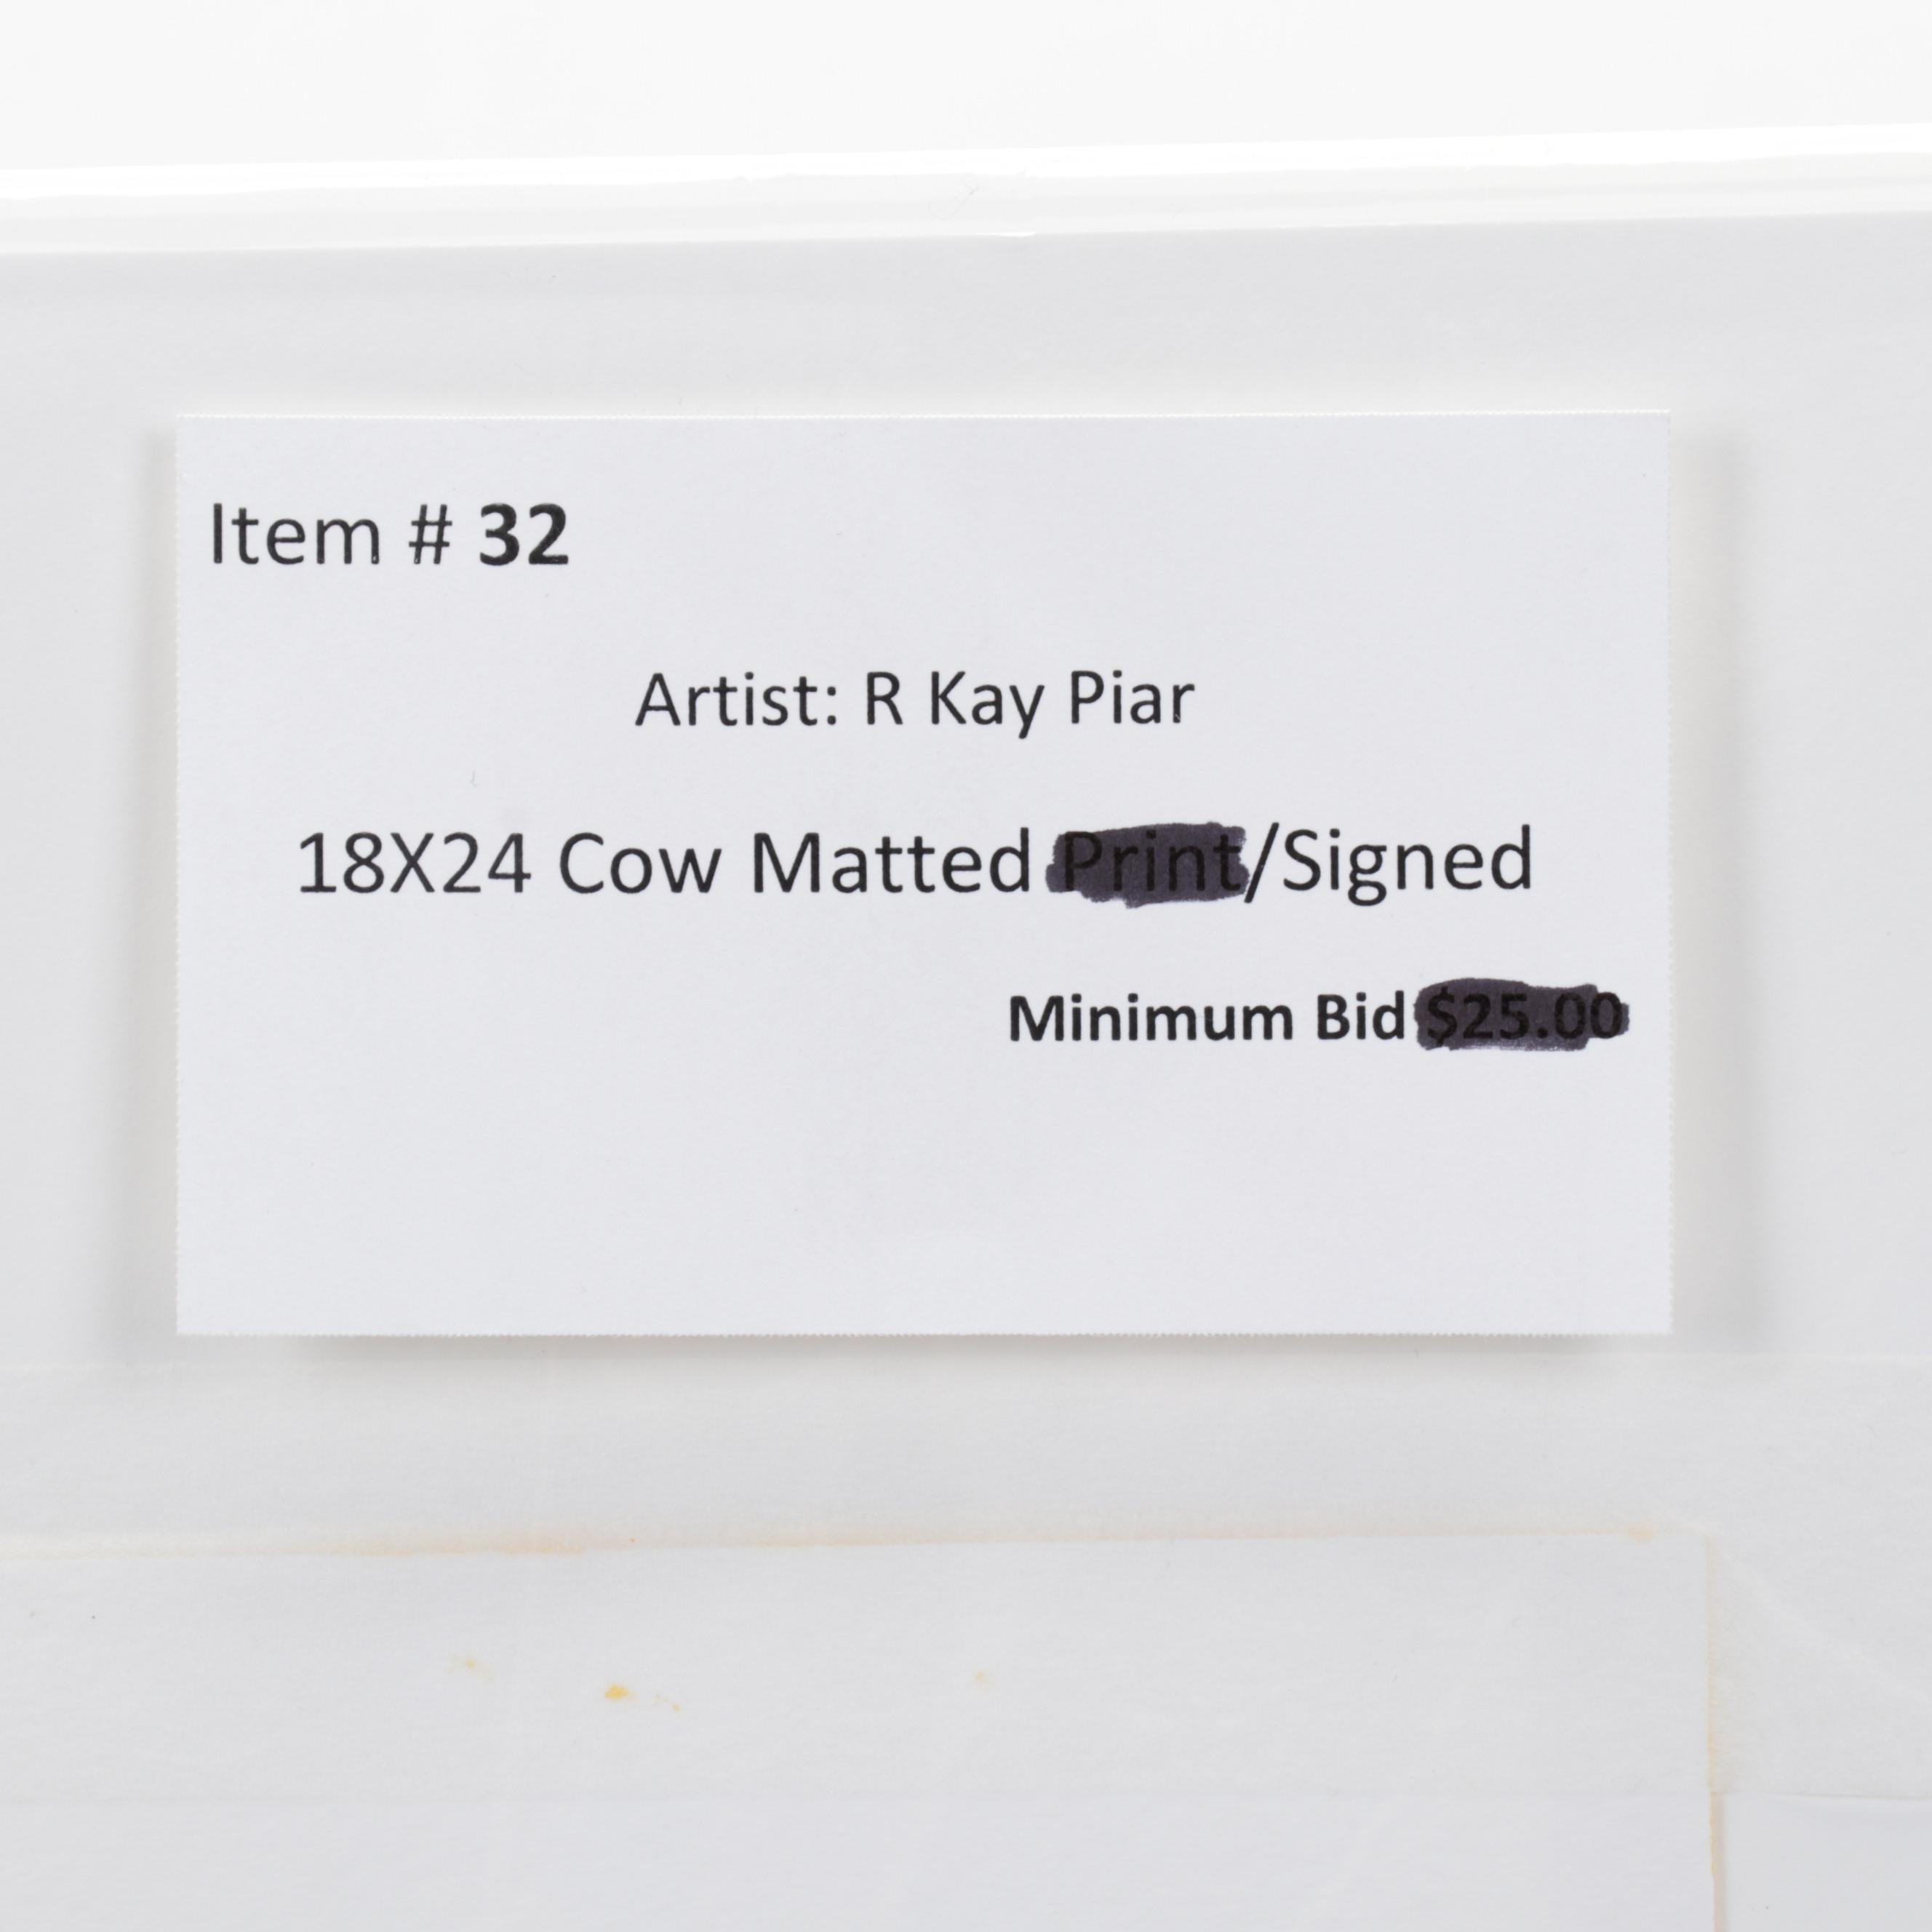 Item # 32
Artist: R Kay Piar
18X24 Cow Matted Print/Signed
Minimum Bid $25.00